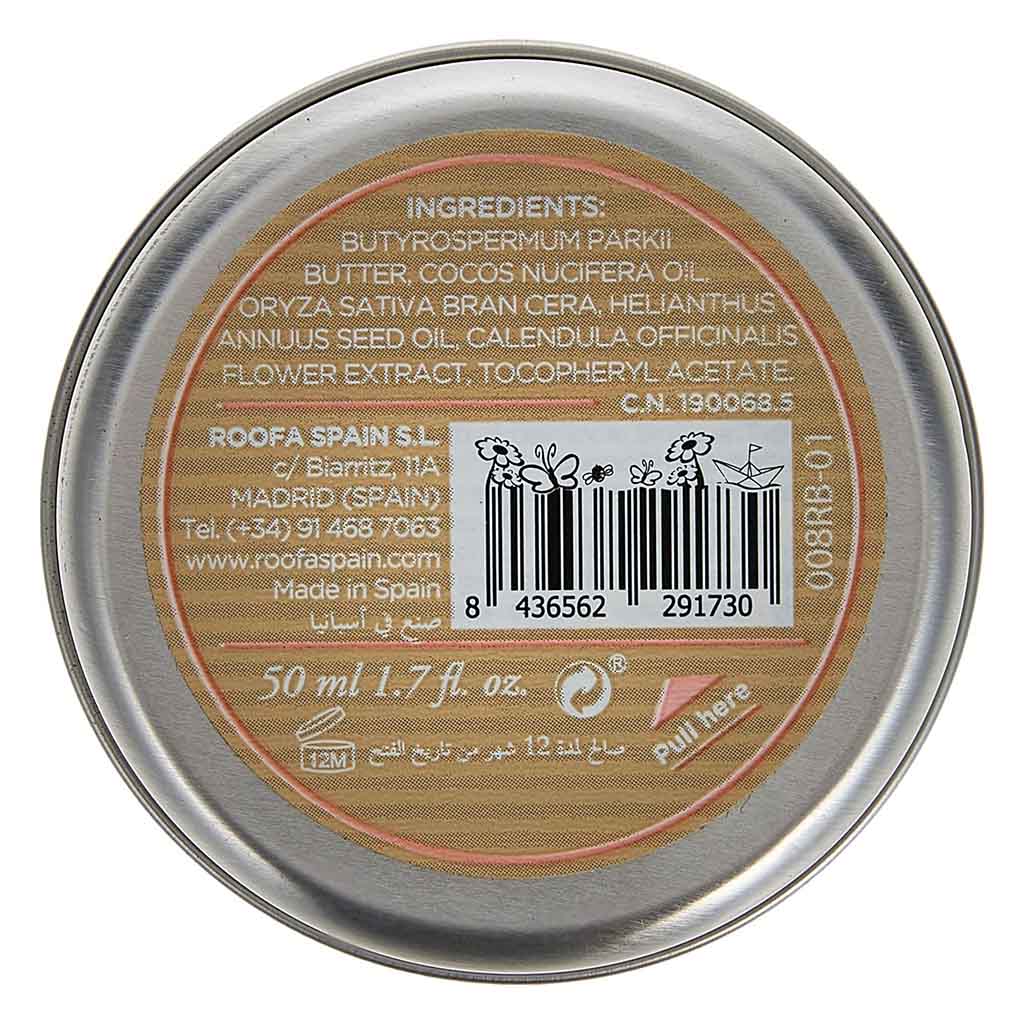 INGREDIENTS:
BUTYROSPERMUM PARKII
BUTTER, COCOS NUCIFERA OIL,
ORYZA SATIVA BRAN CERA, HELIANTHUS
ANNUUS SEED OIL, CALENDULA OFFICINALIS
FLOWER EXTRACT, TOCOPHERYL ACETATE.
C.N. 190068.5
ROOFA SPAIN S.L.
c/ Biarritz, 11A
MADRID (SPAIN)
Tel. (+34) 91 468 7063
www.roofaspain.com
Made in Spain
صنع في أسبانيا
8 436562 291730
008RB-01
50 ml 1.7 fl. oz.
®
Pull here
12M
صالح لمدة 12 شهر من تاريخ الفتح